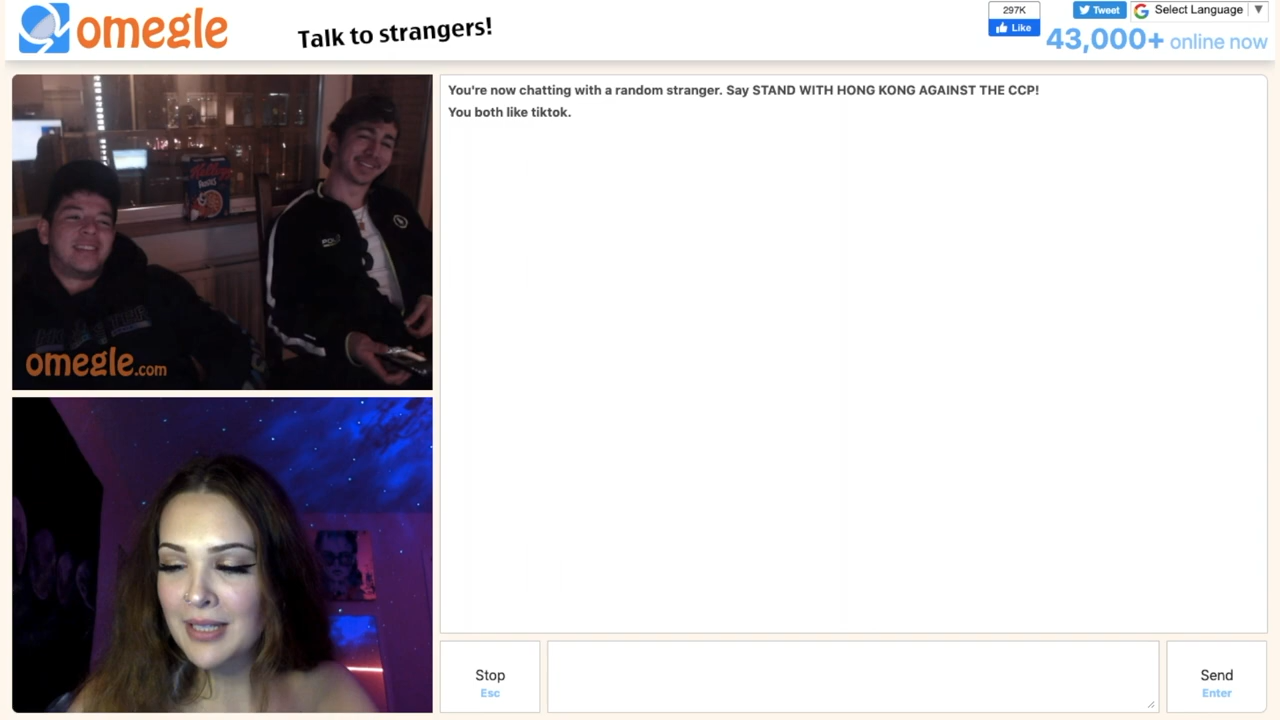 omegle
Talk to strangers!
297K
Like
Tweet
Select Language
43,000+ online now
You're now chatting with a random stranger. Say STAND WITH HONG KONG AGAINST THE CCP!
You both like tiktok.
Kellogg's
omegle.com
Stop
Esc
Send
Enter